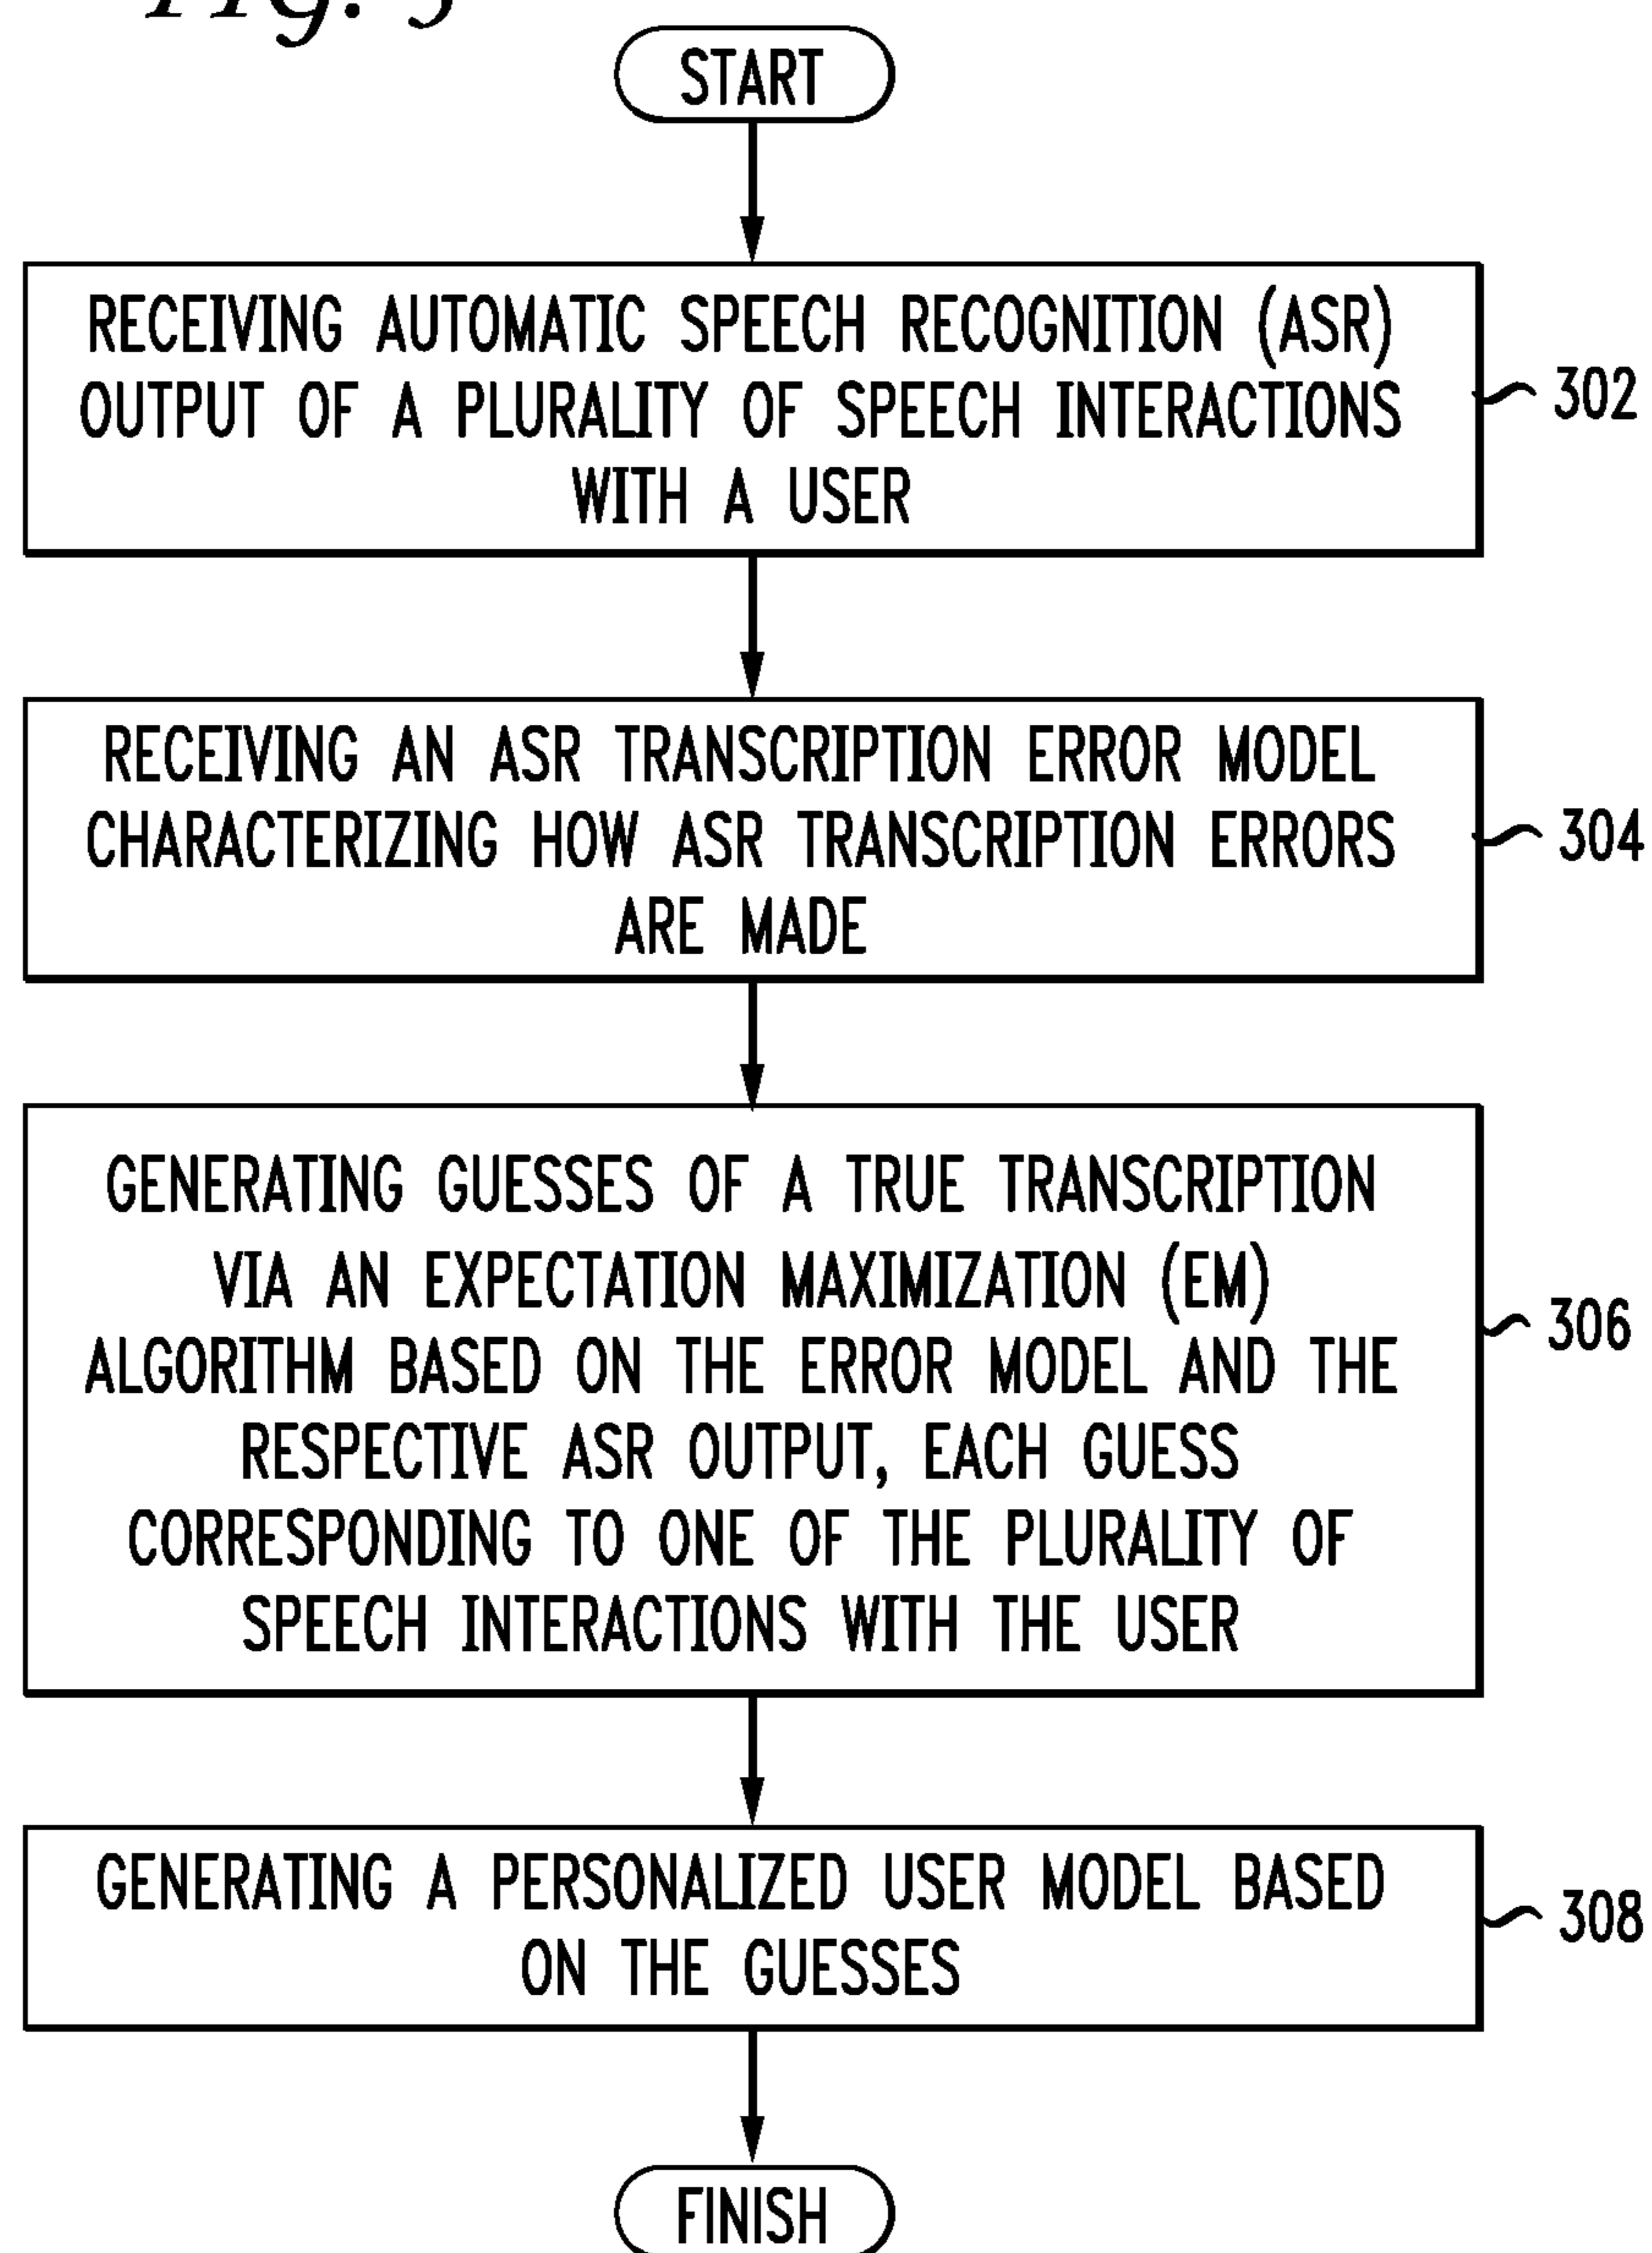 Fig. 3
START
RECEIVING AUTOMATIC SPEECH RECOGNITION (ASR)
OUTPUT OF A PLURALITY OF SPEECH INTERACTIONS
WITH A USER
302
RECEIVING AN ASR TRANSCRIPTION ERROR MODEL
CHARACTERIZING HOW ASR TRANSCRIPTION ERRORS
ARE MADE
304
GENERATING GUESSES OF A TRUE TRANSCRIPTION
VIA AN EXPECTATION MAXIMIZATION (EM)
ALGORITHM BASED ON THE ERROR MODEL AND THE
RESPECTIVE ASR OUTPUT, EACH GUESS
CORRESPONDING TO ONE OF THE PLURALITY OF
SPEECH INTERACTIONS WITH THE USER
306
GENERATING A PERSONALIZED USER MODEL BASED
ON THE GUESSES
308
FINISH